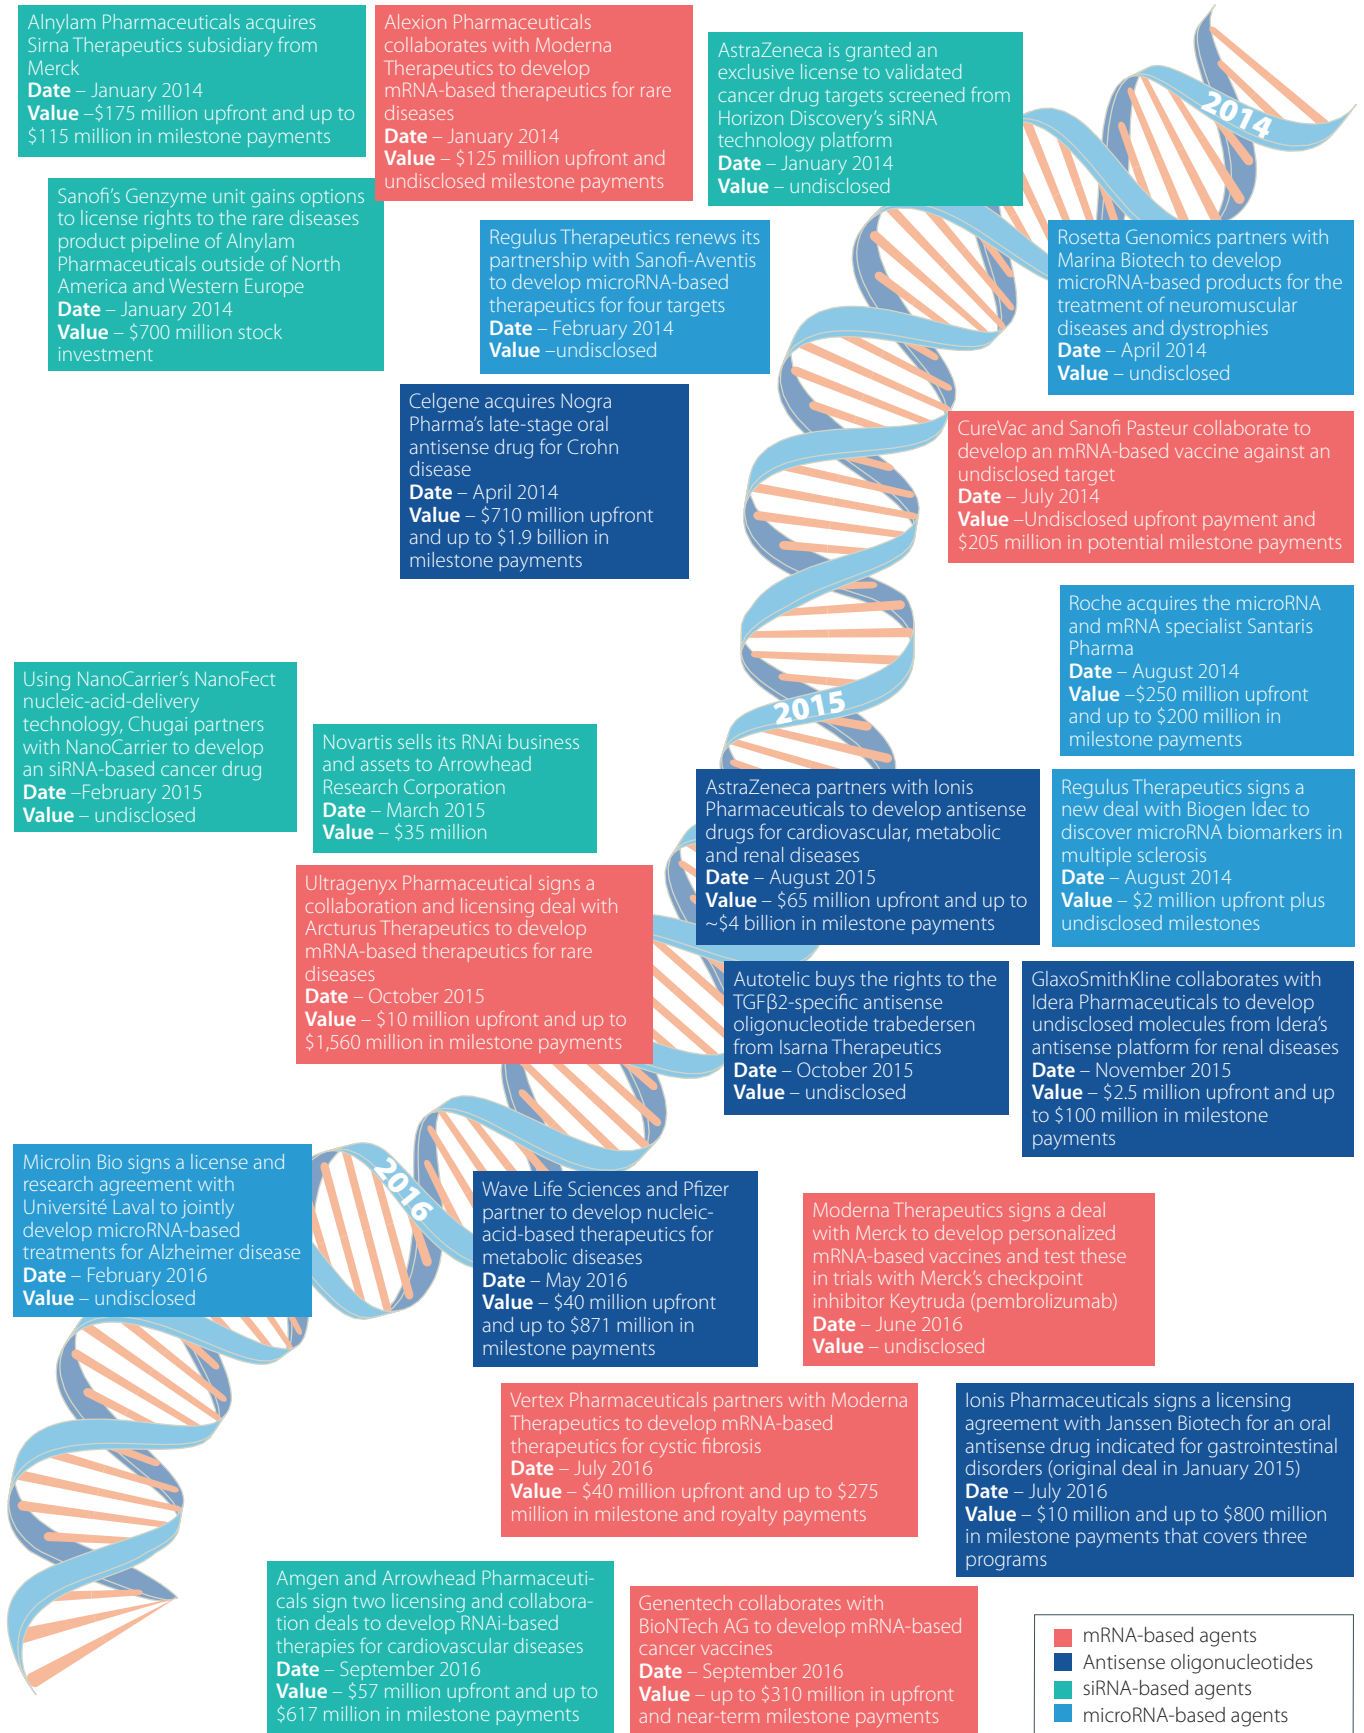 Alnylam Pharmaceuticals acquires
Sirna Therapeutics subsidiary from
Merck
Date – January 2014
Value –$175 million upfront and up to
$115 million in milestone payments
Alexion Pharmaceuticals
collaborates with Moderna
Therapeutics to develop
mRNA-based therapeutics for rare
diseases
Date – January 2014
Value – $125 million upfront and
undisclosed milestone payments
AstraZeneca is granted an
exclusive license to validated
cancer drug targets screened from
Horizon Discovery's siRNA
technology platform
Date – January 2014
Value – undisclosed
2014
Sanofi's Genzyme unit gains options
to license rights to the rare diseases
product pipeline of Alnylam
Pharmaceuticals outside of North
America and Western Europe
Date – January 2014
Value – $700 million stock
investment
Regulus Therapeutics renews its
partnership with Sanofi-Aventis
to develop microRNA-based
therapeutics for four targets
Date – February 2014
Value –undisclosed
Rosetta Genomics partners with
Marina Biotech to develop
microRNA-based products for the
treatment of neuromuscular
diseases and dystrophies
Date – April 2014
Value – undisclosed
Celgene acquires Nogra
Pharma's late-stage oral
antisense drug for Crohn
disease
Date – April 2014
Value – $710 million upfront
and up to $1.9 billion in
milestone payments
CureVac and Sanofi Pasteur collaborate to
develop an mRNA-based vaccine against an
undisclosed target
Date – July 2014
Value –Undisclosed upfront payment and
$205 million in potential milestone payments
Roche acquires the microRNA
and mRNA specialist Santaris
Pharma
Date – August 2014
Value –$250 million upfront
and up to $200 million in
milestone payments
Using NanoCarrier's NanoFect
nucleic-acid-delivery
technology, Chugai partners
with NanoCarrier to develop
an siRNA-based cancer drug
Date –February 2015
Value – undisclosed
2015
Novartis sells its RNAi business
and assets to Arrowhead
Research Corporation
Date – March 2015
Value – $35 million
AstraZeneca partners with Ionis
Pharmaceuticals to develop antisense
drugs for cardiovascular, metabolic
and renal diseases
Date – August 2015
Value – $65 million upfront and up to
~$4 billion in milestone payments
Regulus Therapeutics signs a
new deal with Biogen Idec to
discover microRNA biomarkers in
multiple sclerosis
Date – August 2014
Value – $2 million upfront plus
undisclosed milestones
Ultragenyx Pharmaceutical signs a
collaboration and licensing deal with
Arcturus Therapeutics to develop
mRNA-based therapeutics for rare
diseases
Date – October 2015
Value – $10 million upfront and up to
$1,560 million in milestone payments
Autotelic buys the rights to the
TGFβ2-specific antisense
oligonucleotide trabedersen
from Isarna Therapeutics
Date – October 2015
Value – undisclosed
GlaxoSmithKline collaborates with
Idera Pharmaceuticals to develop
undisclosed molecules from Idera's
antisense platform for renal diseases
Date – November 2015
Value – $2.5 million upfront and up
to $100 million in milestone
payments
Microlin Bio signs a license and
research agreement with
Université Laval to jointly
develop microRNA-based
treatments for Alzheimer disease
Date – February 2016
Value – undisclosed
2016
Wave Life Sciences and Pfizer
partner to develop nucleic-
acid-based therapeutics for
metabolic diseases
Date – May 2016
Value – $40 million upfront
and up to $871 million in
milestone payments
Moderna Therapeutics signs a deal
with Merck to develop personalized
mRNA-based vaccines and test these
in trials with Merck's checkpoint
inhibitor Keytruda (pembrolizumab)
Date – June 2016
Value – undisclosed
Vertex Pharmaceuticals partners with Moderna
Therapeutics to develop mRNA-based
therapeutics for cystic fibrosis
Date – July 2016
Value – $40 million upfront and up to $275
million in milestone and royalty payments
Ionis Pharmaceuticals signs a licensing
agreement with Janssen Biotech for an oral
antisense drug indicated for gastrointestinal
disorders (original deal in January 2015)
Date – July 2016
Value – $10 million and up to $800 million
in milestone payments that covers three
programs
Amgen and Arrowhead Pharmaceuti-
cals sign two licensing and collabora-
tion deals to develop RNAi-based
therapies for cardiovascular diseases
Date – September 2016
Value – $57 million upfront and up to
$617 million in milestone payments
Genentech collaborates with
BioNTech AG to develop mRNA-based
cancer vaccines
Date – September 2016
Value – up to $310 million in upfront
and near-term milestone payments
mRNA-based agents
Antisense oligonucleotides
siRNA-based agents
microRNA-based agents